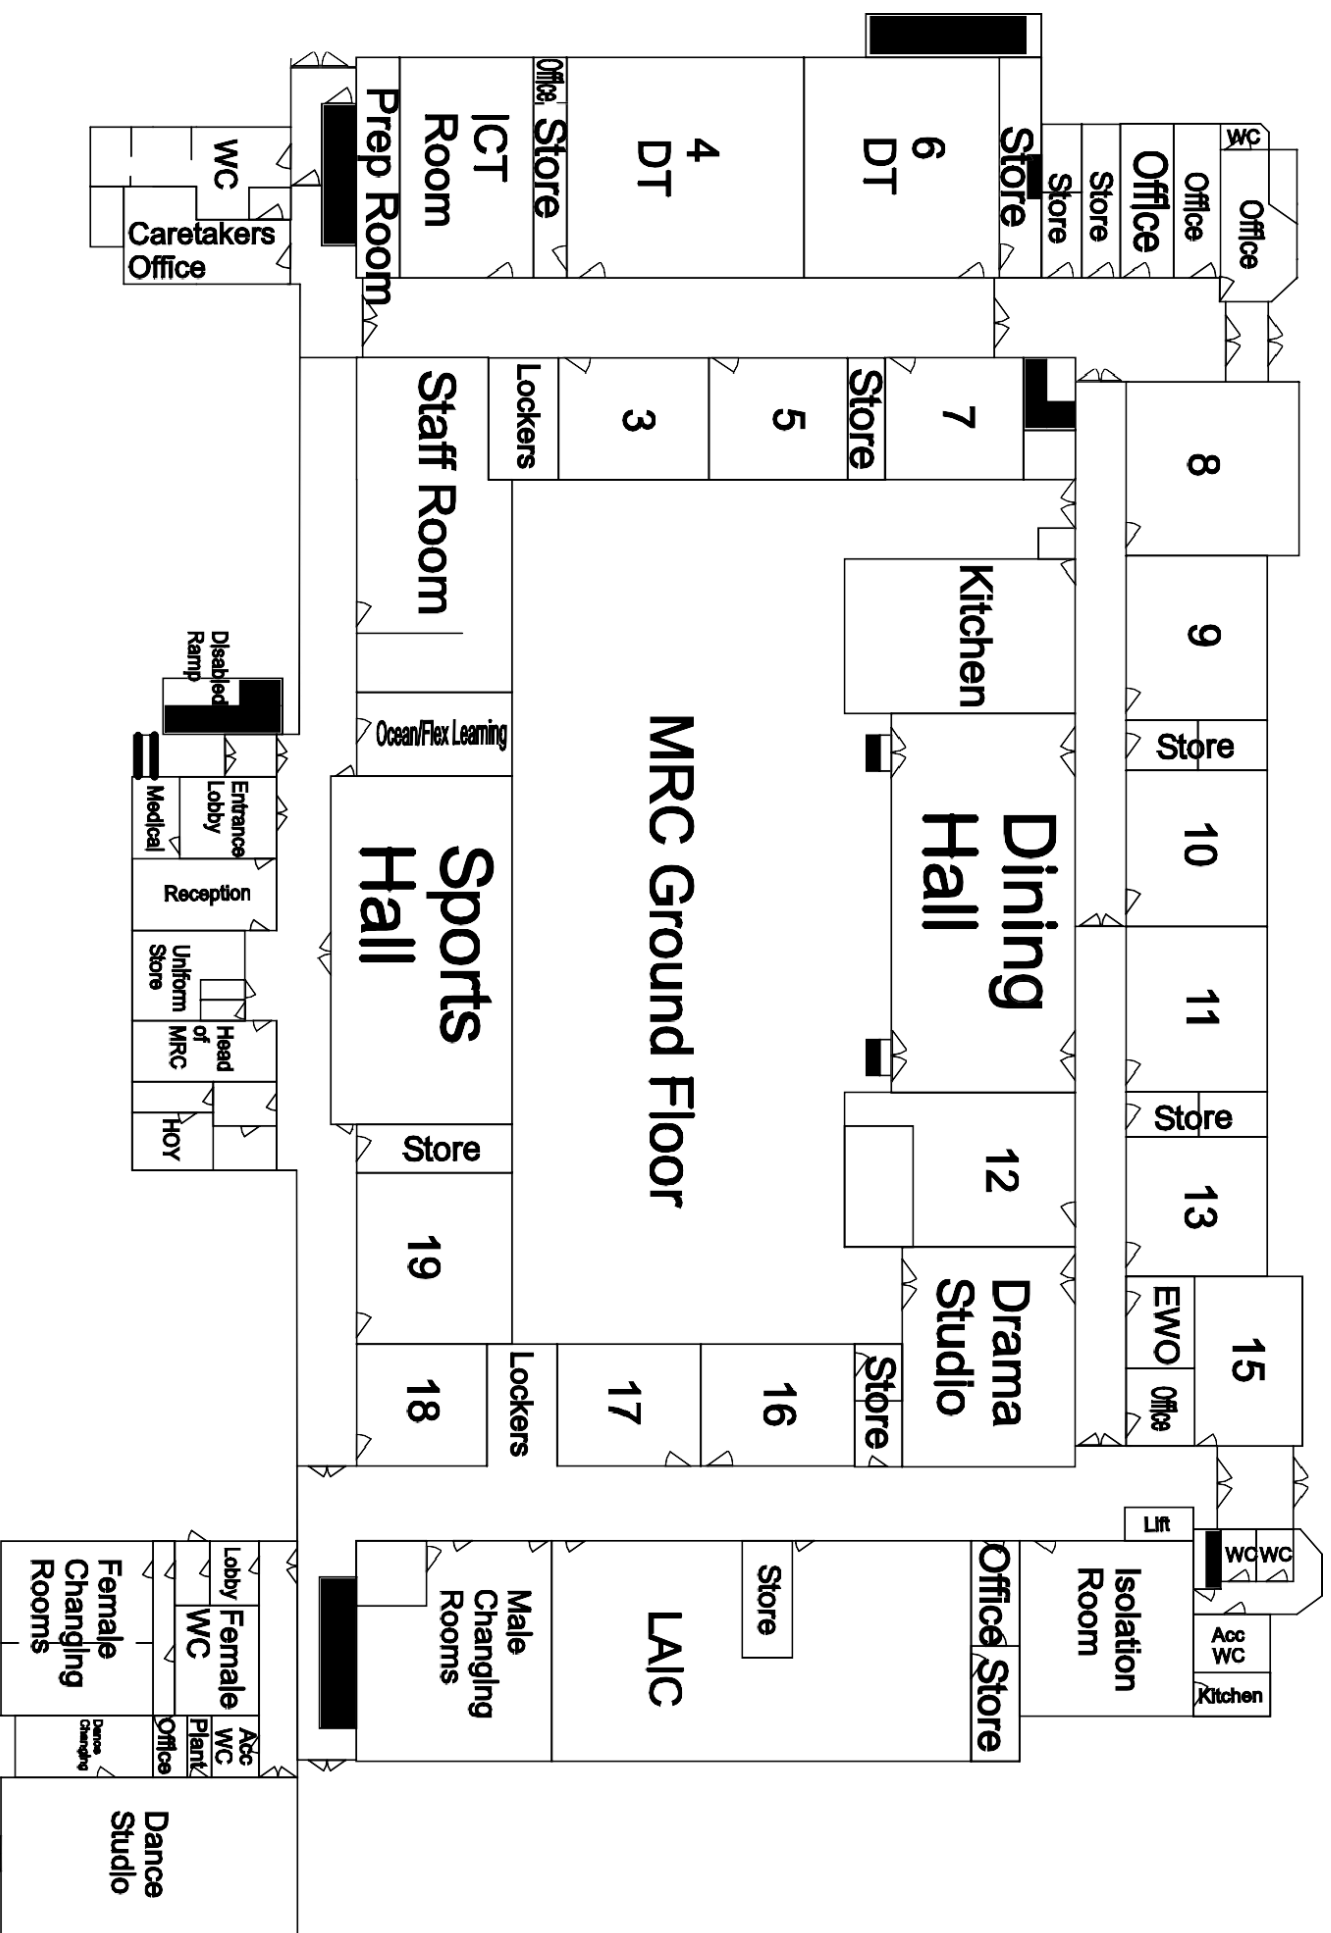 WC
Caretakers
Office
Prep Room
ICT
Room
Office
Store
4
DT
6
DT
Store
Store
Store
Office
Office
WC
Office
Staff Room
Lockers
3
5
Store
7
8
Kitchen
9
Store
10
Disabled
Ramp
Ocean/Flex Learning
Medical
Entrance
Lobby
Reception
Uniform
Store
Head
of
MRC
HOY
Sports
Hall
MRC Ground Floor
Dining
Hall
11
Store
13
12
Store
19
18
Lockers
17
16
Store
Drama
Studio
EWO
Office
15
Lift
WC
WC
Acc
WC
Kitchen
Isolation
Room
Office
Store
Store
LAIC
Male
Changing
Rooms
Lobby
Female
WC
Female
Changing
Rooms
Acc
WC
Plant
Office
Dance
Changing
Dance
Studio